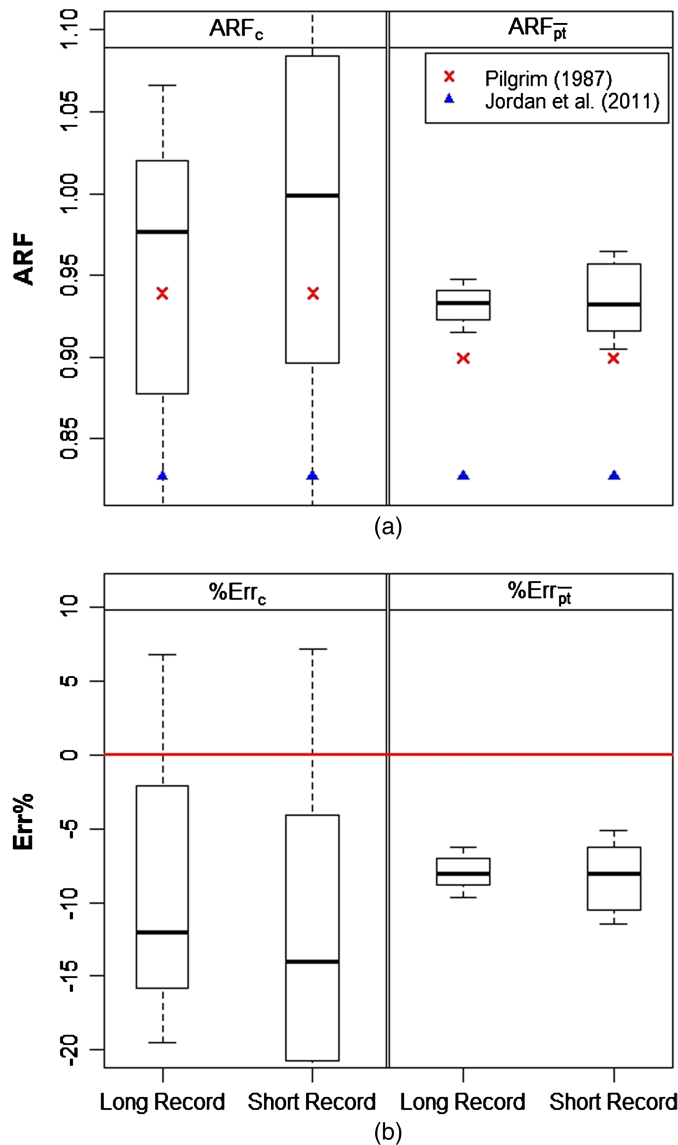 ARFc ARFpt
Pilgrim (1987)
Jordan et al. (2011)
ARF
1.10
1.05
1.00
0.95
0.90
0.85
(a)
%Errc %Errpt
Err%
10
5
0
-5
-10
-15
-20
Long Record Short Record Long Record Short Record
(b)